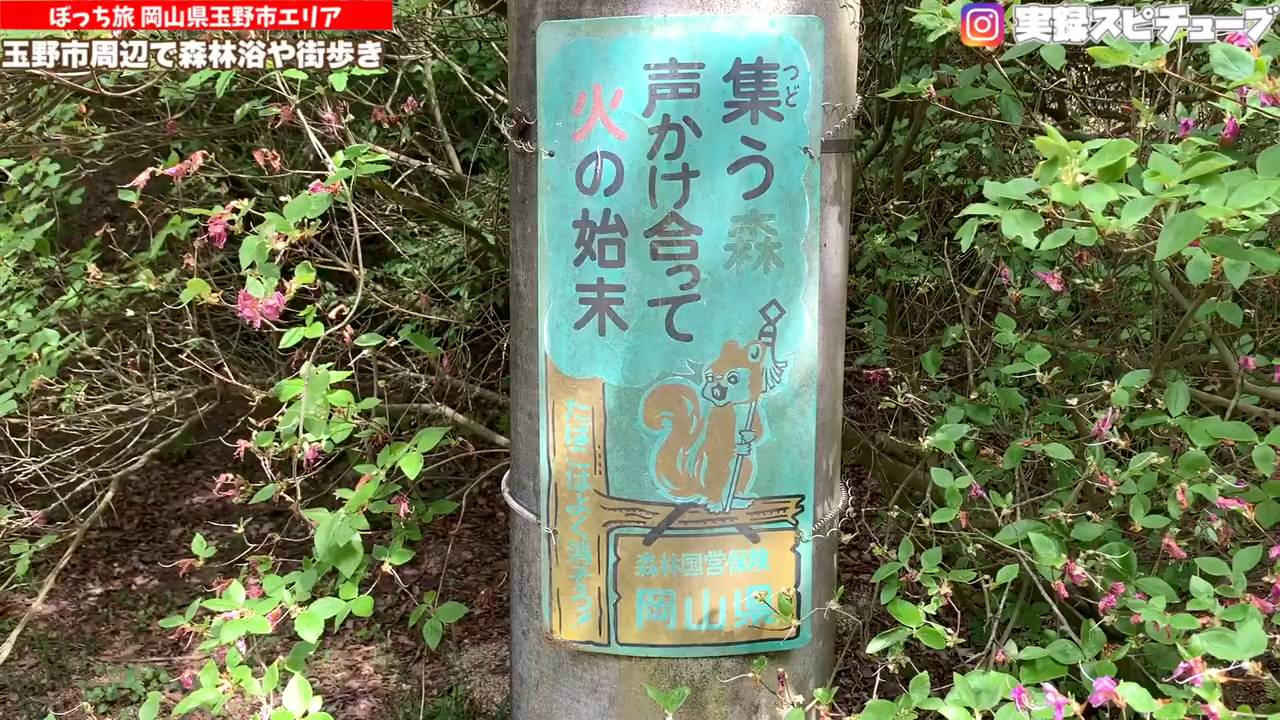 ぼっち旅 岡山県玉野市エリア
玉野市周辺で森林浴や街歩き
実録スピチューブ
集う森
つど
声かけ合って
火の始末
たばこはよく消そう
森林国営保険
岡山県